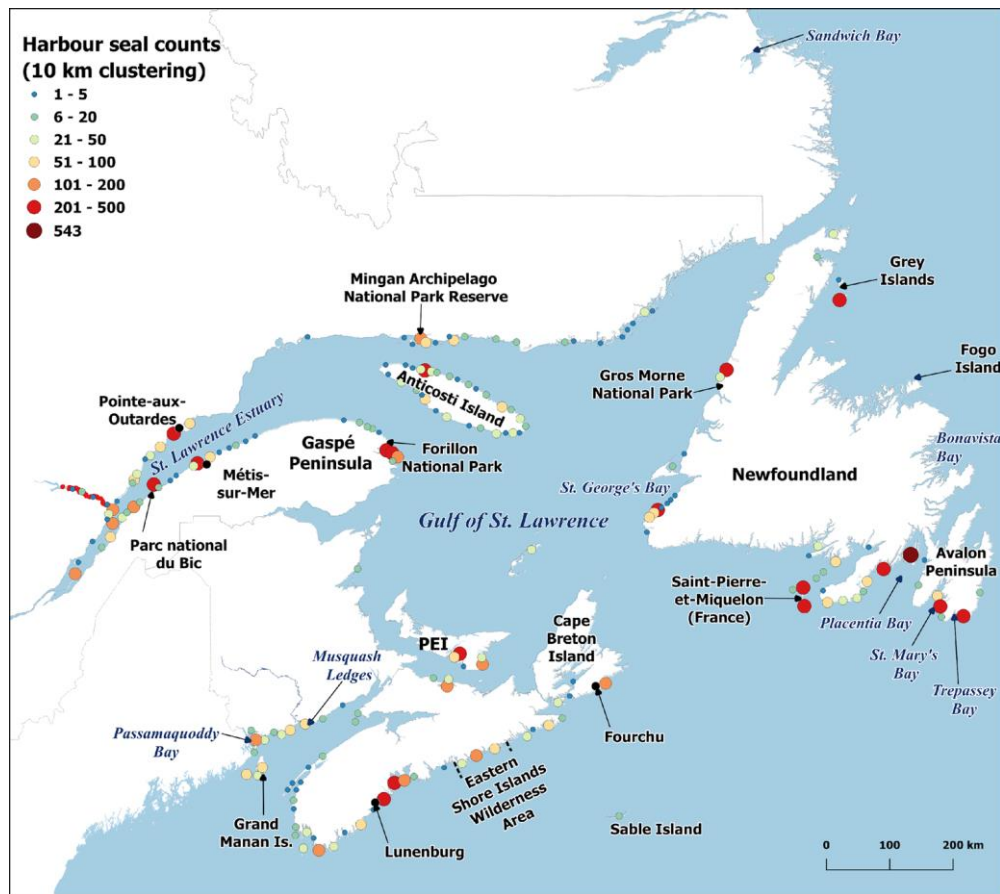 Harbour seal counts
(10 km clustering)
1 - 5
6 - 20
21 - 50
51 - 100
101 - 200
201 - 500
543
Sandwich Bay
Grey
Islands
Mingan Archipelago
National Park Reserve
Fogo
Island
Gros Morne
National Park
Anticosti Island
Pointe-aux-
Outardes
St. Lawrence Estuary
Gaspé
Peninsula
Forillon
National Park
Métis-
sur-Mer
Newfoundland
Bonavista
Bay
St. George's Bay
Gulf of St. Lawrence
Parc national
du Bic
Avalon
Peninsula
Saint-Pierre-
et-Miquelon
(France)
Placentia Bay
St. Mary's
Bay
Trepassey
Bay
Cape
Breton
Island
PEI
Musquash
Ledges
Passamaquoddy
Bay
Fourchu
Eastern
Shore Islands
Wilderness
Area
Grand
Manan Is.
Lunenburg
Sable Island
0 100 200 km